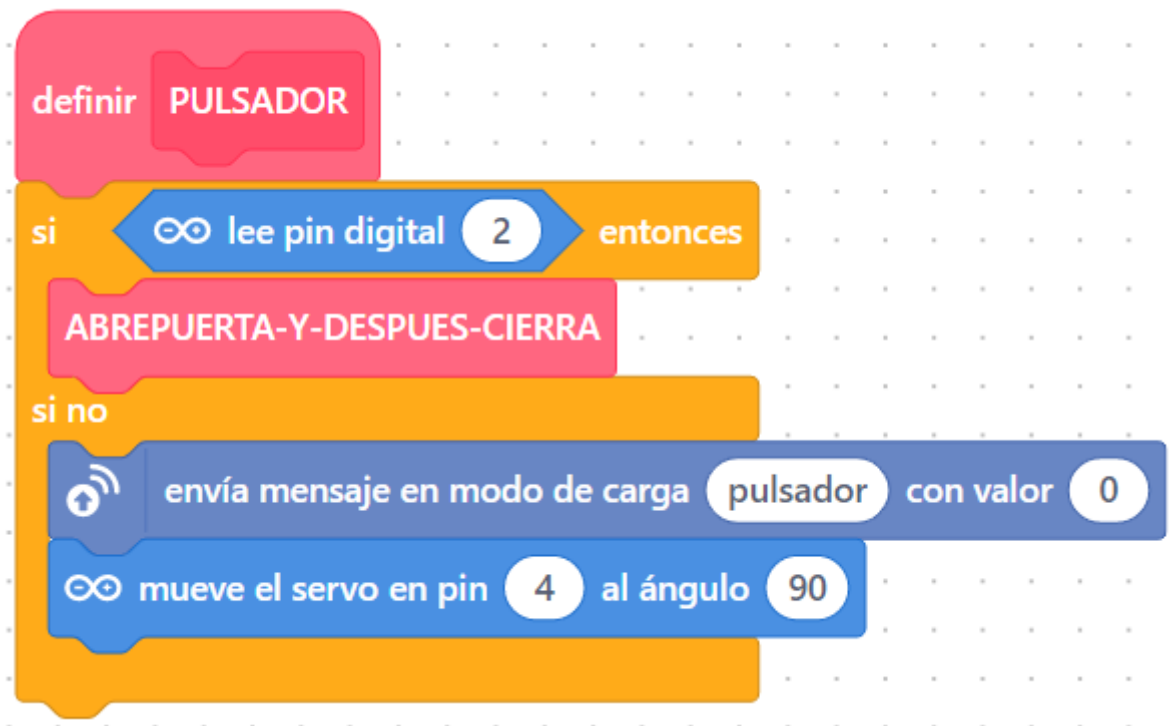 definir PULSADOR
si lee pin digital 2 entonces
ABREPUERTA-Y-DESPUES-CIERRA
si no
envía mensaje en modo de carga pulsador con valor 0
mueve el servo en pin 4 al ángulo 90